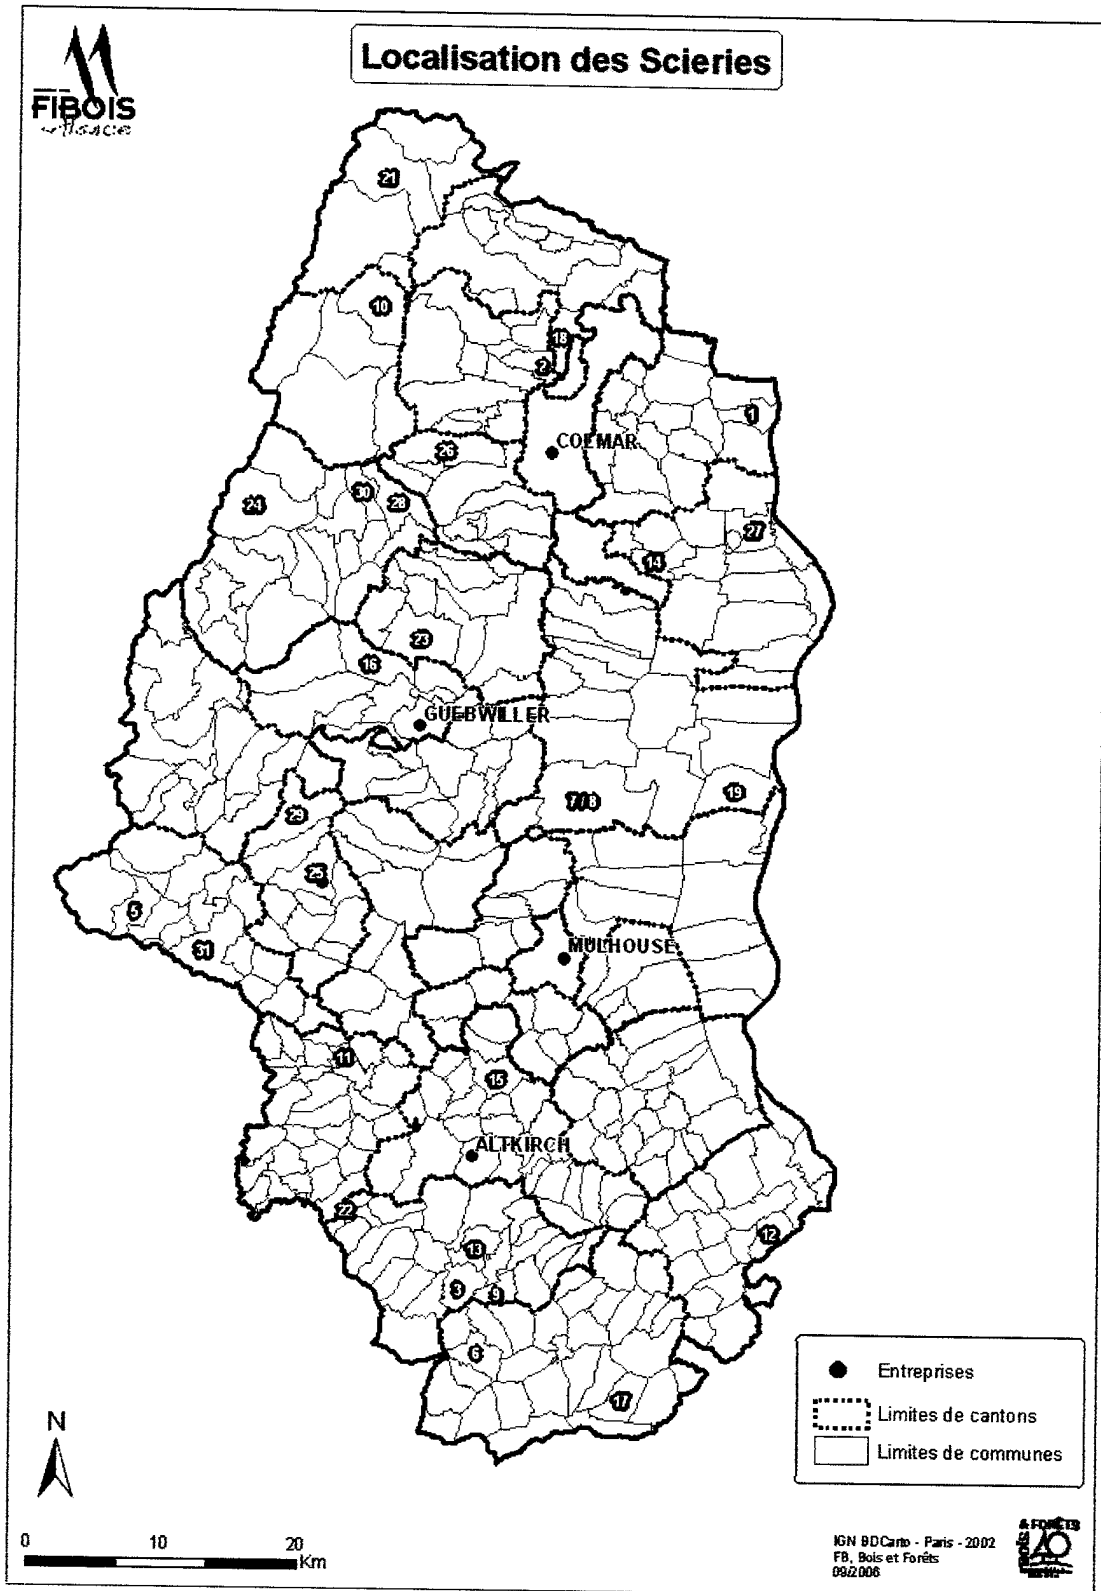 Localisation des Scieries
FIBOIS
Alsace
21
10
18
2
1
COLMAR
26
30
28
24
27
14
23
16
GUEBWILLER
7/8
19
29
25
5
31
MULHOUSE
11
15
ALTKIRCH
22
12
13
3
9
6
17
Entreprises
Limites de cantons
Limites de communes
N
0 10 20
Km
IGN BDCarto - Paris - 2002
FB, Bois et Forêts
09/2006
BOIS
& FORÊTS